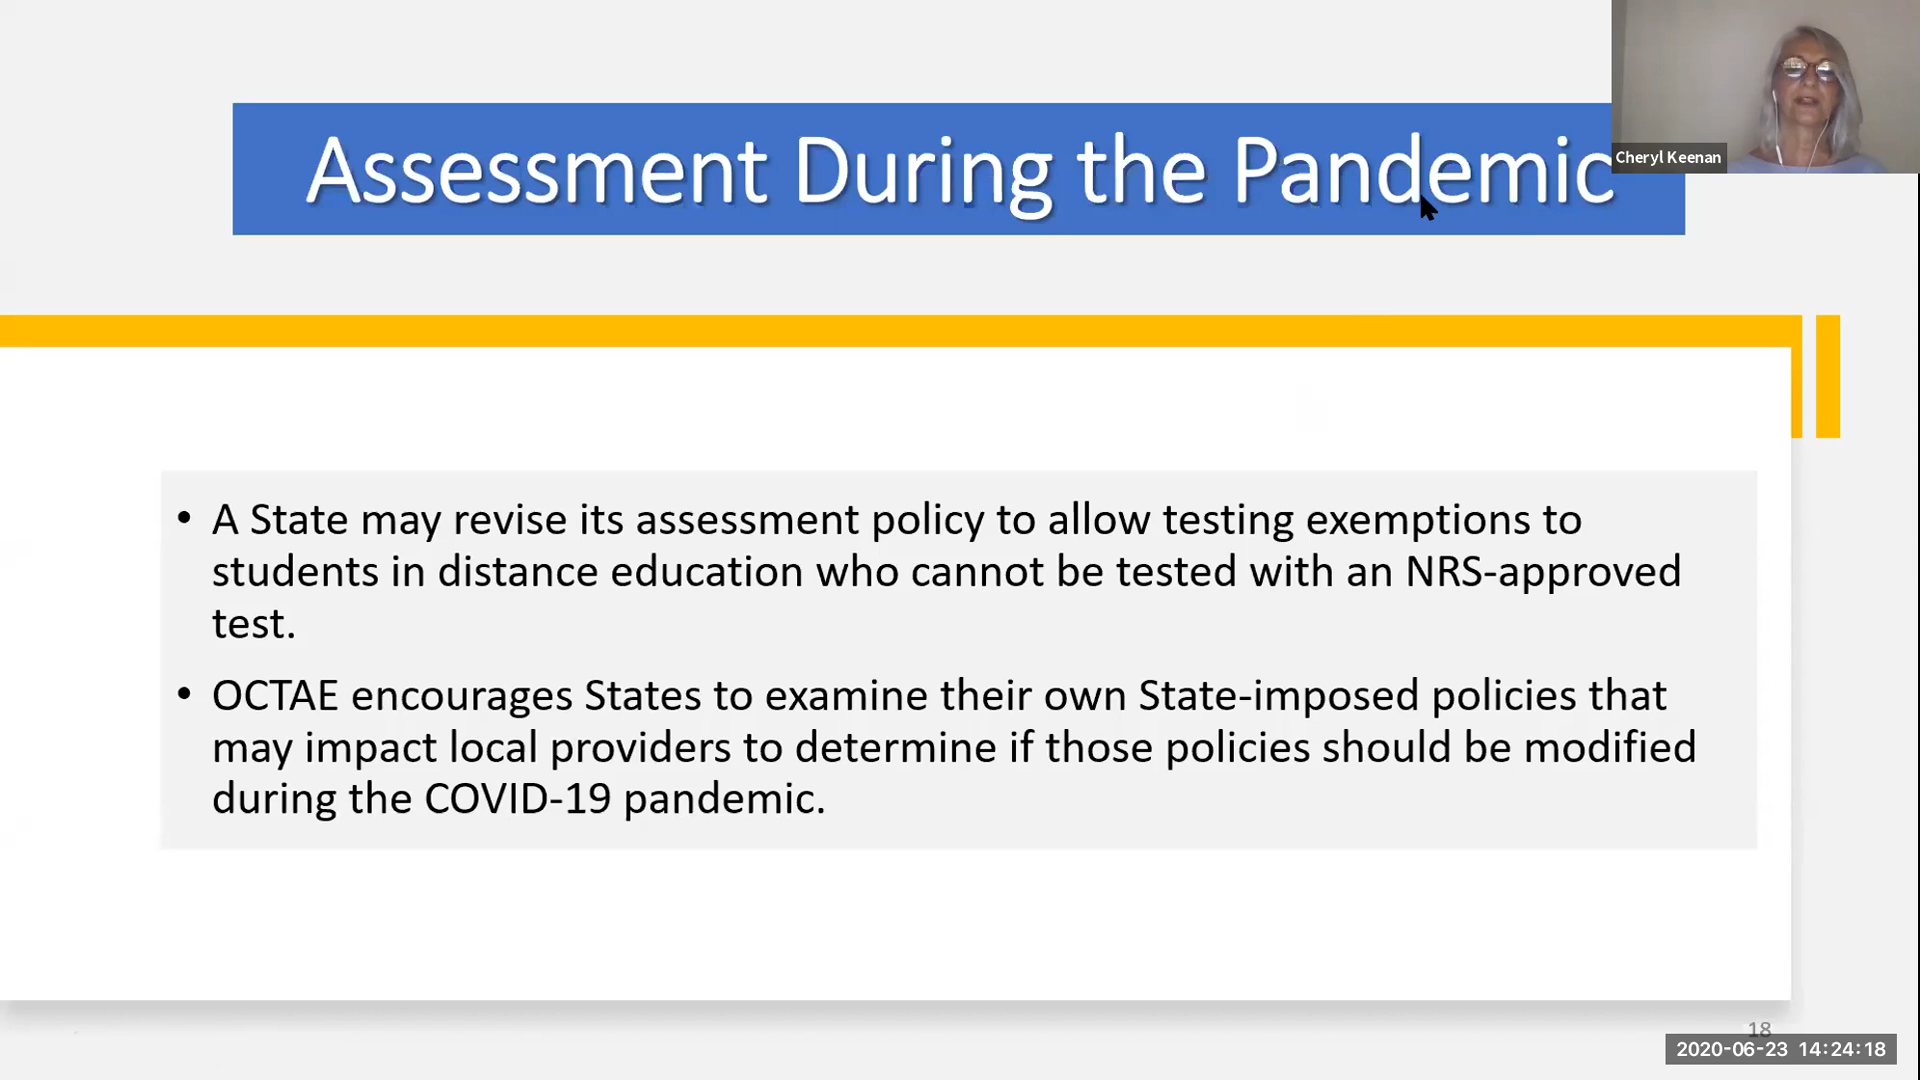 Assessment During the Pandemic
Cheryl Keenan
• A State may revise its assessment policy to allow testing exemptions to
students in distance education who cannot be tested with an NRS-approved
test.
• OCTAE encourages States to examine their own State-imposed policies that
may impact local providers to determine if those policies should be modified
during the COVID-19 pandemic.
18
2020-06-23 14:24:18